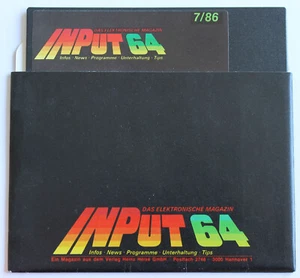 7/86
DAS ELEKTRONISCHE MAGAZIN
INPUT 64
Infos · News · Programme · Unterhaltung · Tips
DAS ELEKTRONISCHE MAGAZIN
INPUT 64
Infos · News · Programme · Unterhaltung · Tips
Ein Magazin aus dem Verlag Heinz Heise GmbH · Postfach 2746 · 3000 Hannover 1